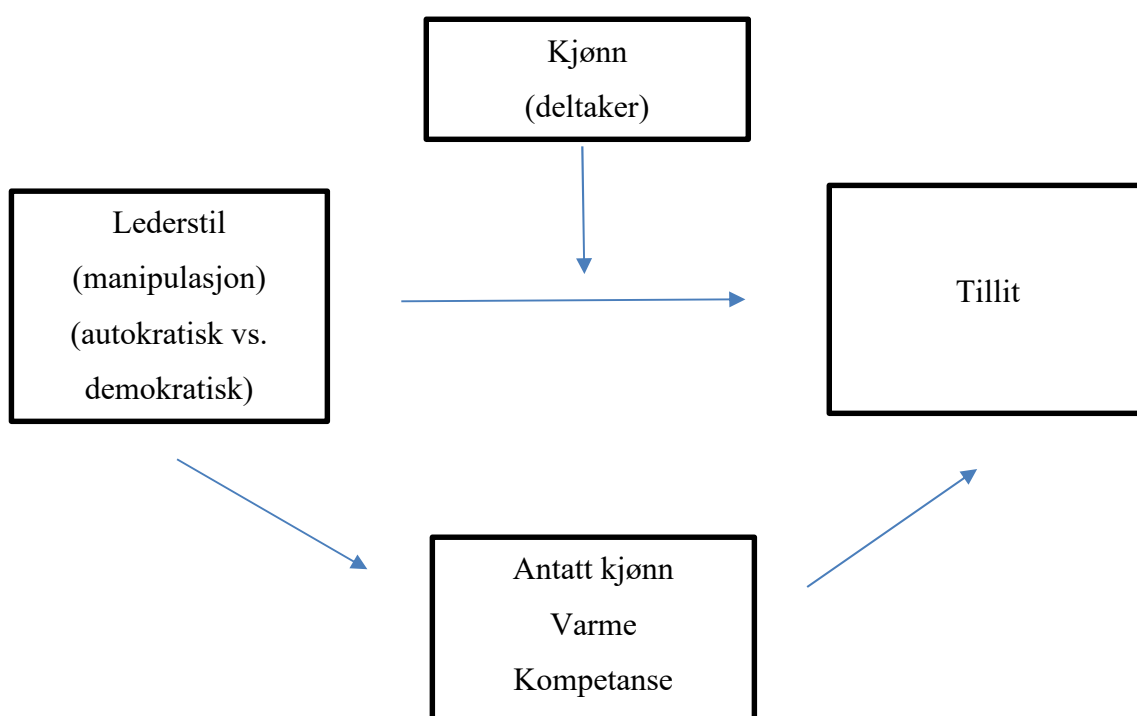 Kjønn
(deltaker)
Lederstil
(manipulasjon)
(autokratisk vs.
demokratisk)
Tillit
Antatt kjønn
Varme
Kompetanse